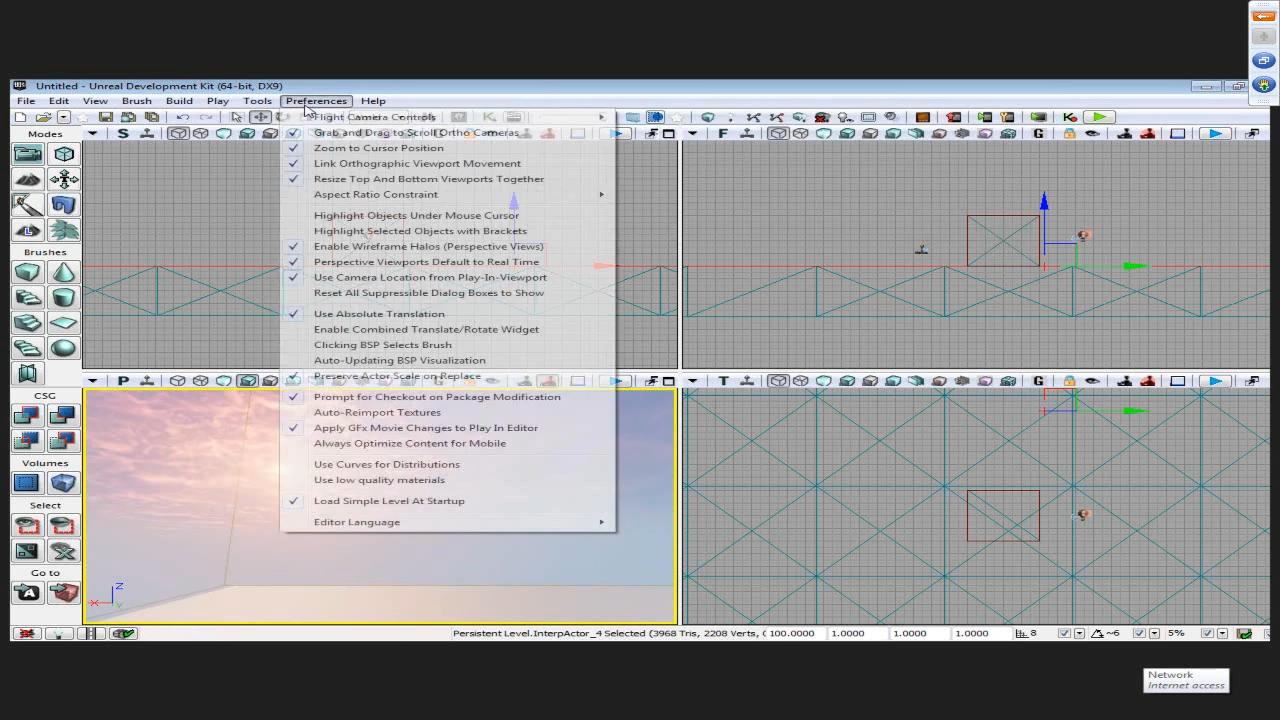 Untitled - Unreal Development Kit (64-bit, DX9)
File Edit View Brush Build Play Tools Preferences Help
Flight Camera Controls
Modes
S
F
G
Grab and Drag to Scroll Ortho Cameras
Zoom to Cursor Position
Link Orthographic Viewport Movement
Resize Top And Bottom Viewports Together
Aspect Ratio Constraint
Highlight Objects Under Mouse Cursor
Highlight Selected Objects with Brackets
Enable Wireframe Halos (Perspective Views)
Perspective Viewports Default to Real Time
Use Camera Location from Play-In-Viewport
Reset All Suppressible Dialog Boxes to Show
Use Absolute Translation
Enable Combined Translate/Rotate Widget
Clicking BSP Selects Brush
Auto-Updating BSP Visualization
Preserve Actor Scale on Replace
Prompt for Checkout on Package Modification
Auto-Reimport Textures
Apply GFx Movie Changes to Play In Editor
Always Optimize Content for Mobile
Use Curves for Distributions
Use low quality materials
Load Simple Level At Startup
Editor Language
Brushes
P
T
G
CSG
Volumes
Select
Go to
Z
X
Y
Persistent Level.InterpActor_4 Selected (3968 Tris, 2208 Verts, 100.0000 1.0000 1.0000 1.0000 8 ~6 5%
Network
Internet access